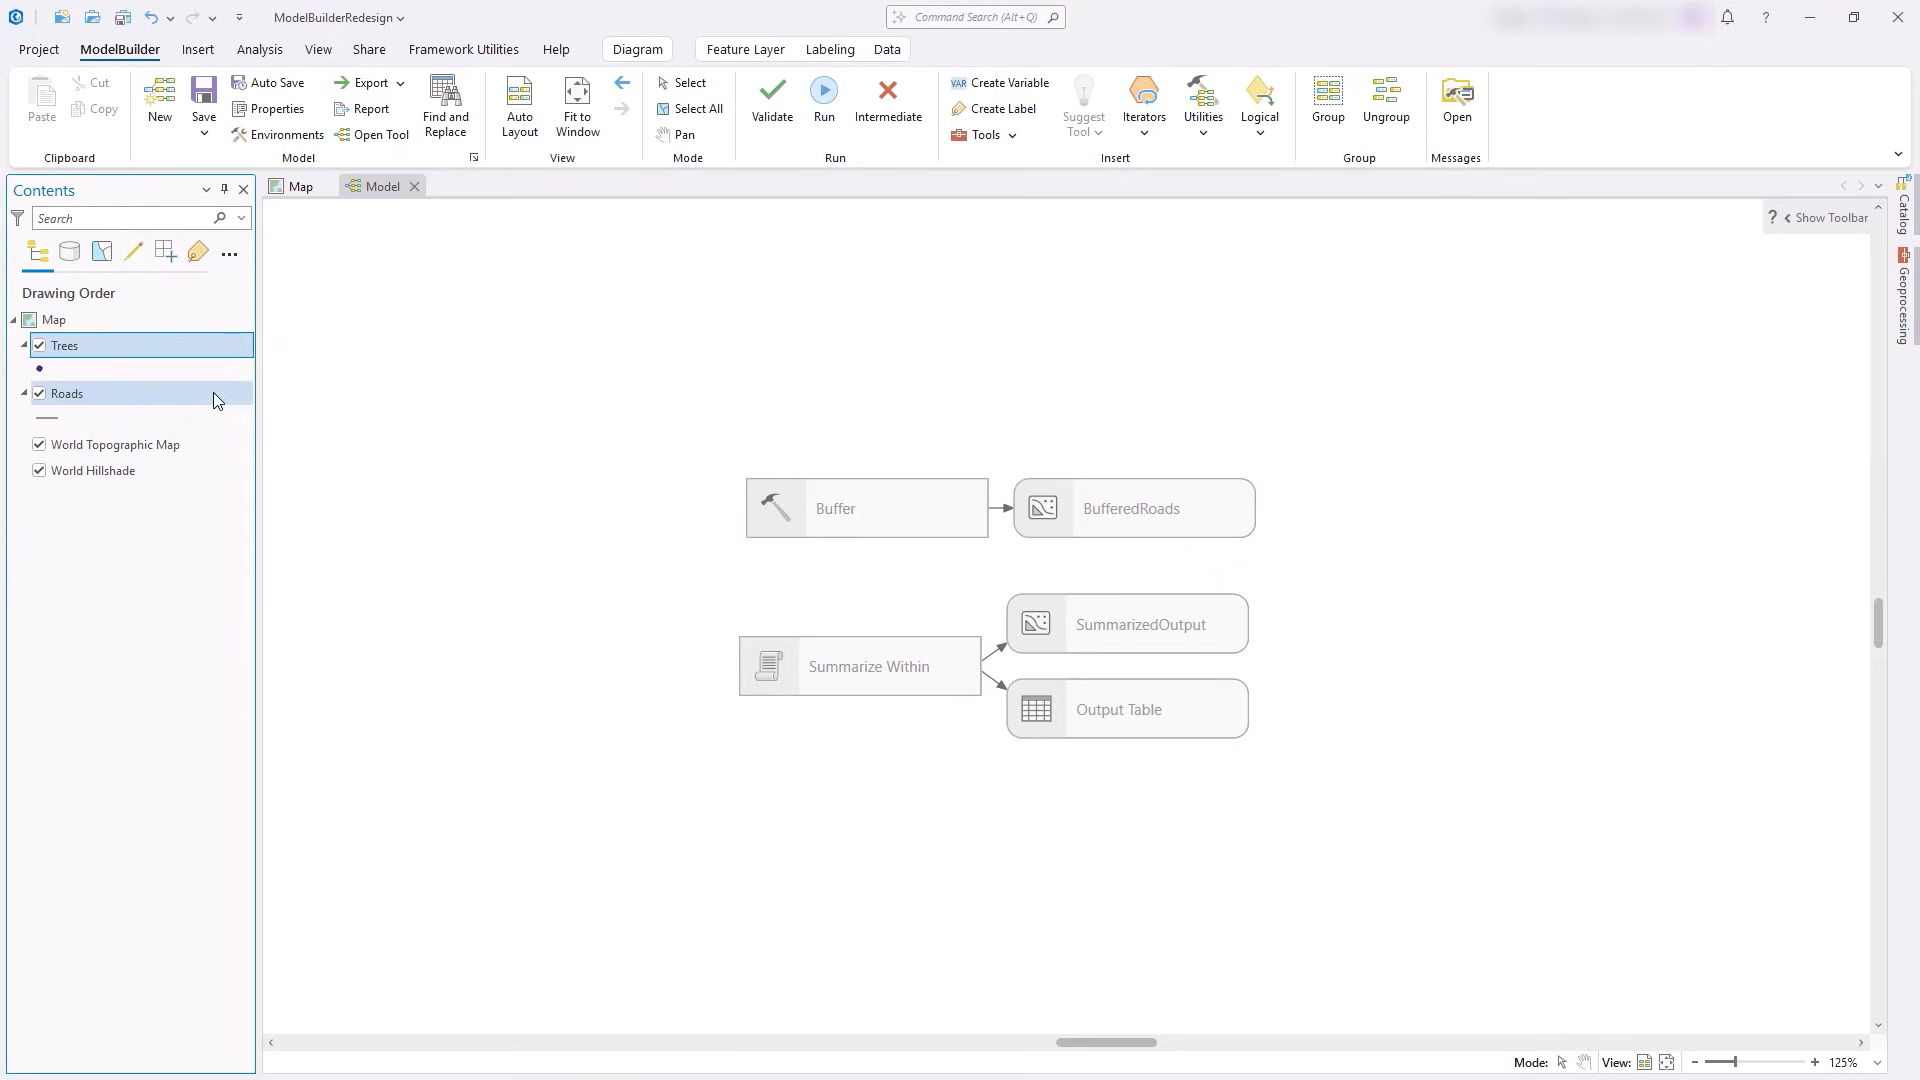 ModelBuilderRedesign
Command Search (Alt+Q)
Project
ModelBuilder
Insert
Analysis
View
Share
Framework Utilities
Help
Diagram
Feature Layer
Labeling
Data
Paste
Cut
Copy
Clipboard
New
Save
Auto Save
Properties
Environments
Export
Report
Open Tool
Find and
Replace
Model
Auto
Layout
Fit to
Window
View
Select
Select All
Pan
Mode
Validate
Run
Intermediate
Run
VAR Create Variable
Create Label
Tools
Suggest
Tool
Iterators
Utilities
Logical
Insert
Group
Ungroup
Group
Open
Messages
Contents
Search
Drawing Order
Map
Trees
Roads
World Topographic Map
World Hillshade
Map
Model
? Show Toolbar
Buffer
BufferedRoads
Summarize Within
SummarizedOutput
Output Table
Catalog
Geoprocessing
Mode:
View:
125%